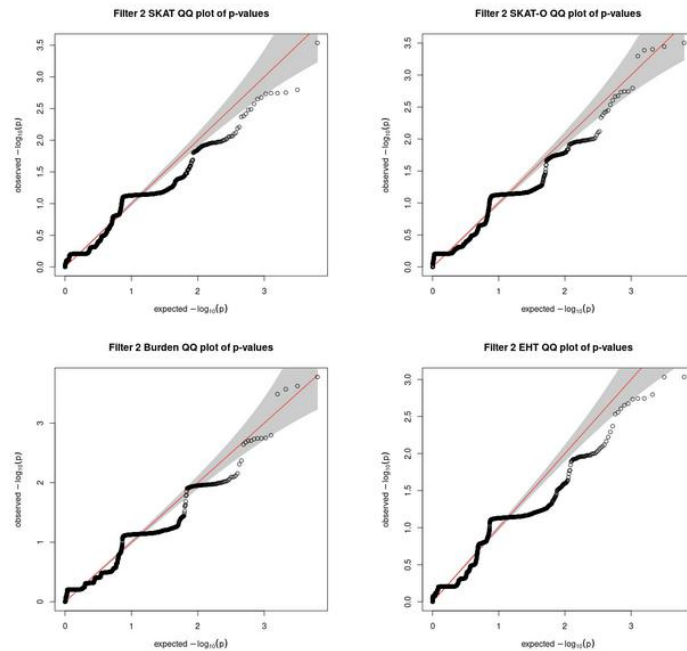 Filter 2 SKAT QQ plot of p-values
observed −log10(p)
3.5
3.0
2.5
2.0
1.5
1.0
0.5
0.0
0 1 2 3
expected −log10(p)
Filter 2 SKAT-O QQ plot of p-values
observed −log10(p)
3.5
3.0
2.5
2.0
1.5
1.0
0.5
0.0
0 1 2 3
expected −log10(p)
Filter 2 Burden QQ plot of p-values
observed −log10(p)
3
2
1
0
0 1 2 3
expected −log10(p)
Filter 2 EHT QQ plot of p-values
observed −log10(p)
3.0
2.5
2.0
1.5
1.0
0.5
0.0
0 1 2 3
expected −log10(p)